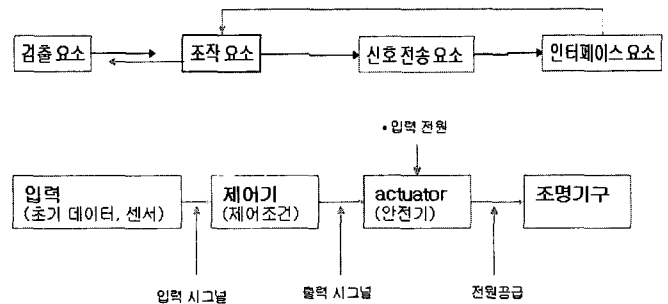 검출 요소
조작 요소
신호 전송 요소
인터페이스 요소
• 입력 전원
입력
(초기 데이터, 센서)
제어기
(제어조건)
actuator
(안전기)
조명기구
입력 시그널
출력 시그널
전원공급